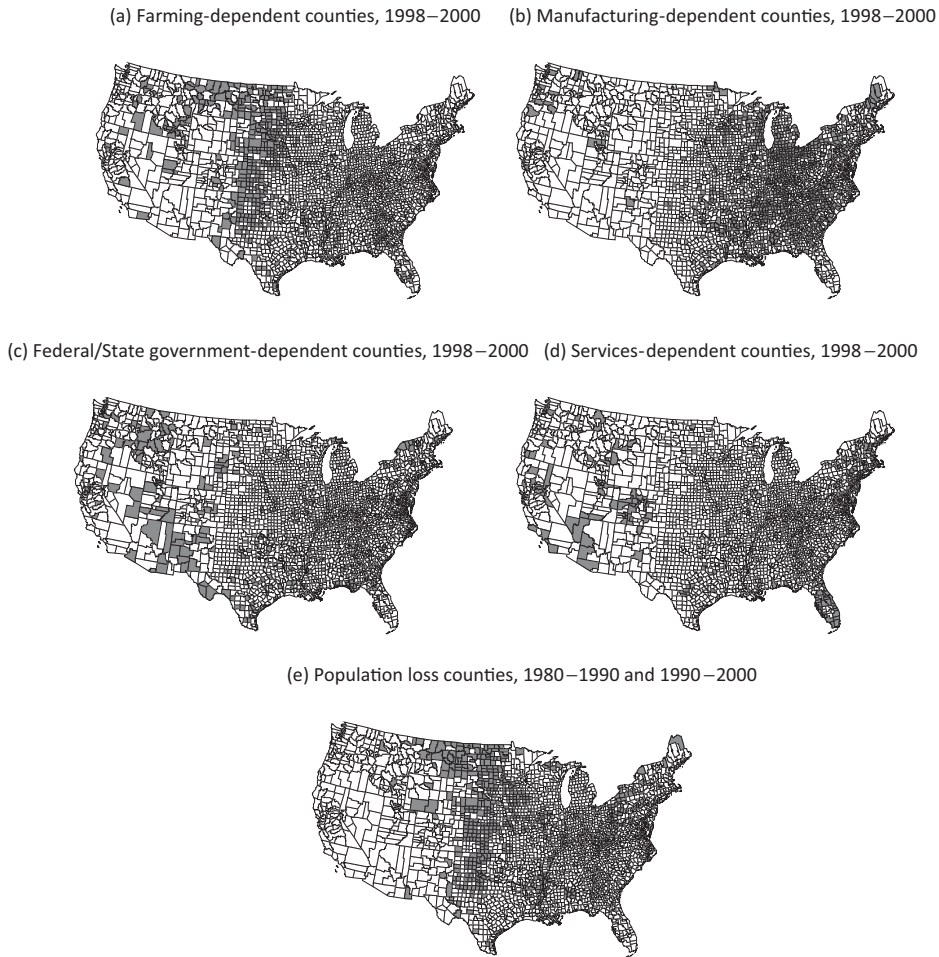 (a) Farming-dependent counties, 1998–2000
(b) Manufacturing-dependent counties, 1998–2000
(c) Federal/State government-dependent counties, 1998–2000
(d) Services-dependent counties, 1998–2000
(e) Population loss counties, 1980–1990 and 1990–2000